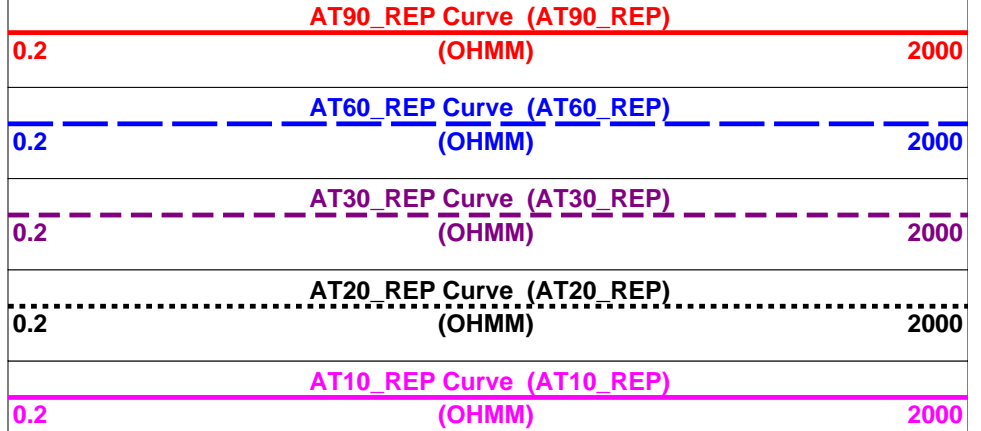 AT90_REP Curve (AT90_REP)
0.2 (OHMM) 2000
AT60_REP Curve (AT60_REP)
0.2 (OHMM) 2000
AT30_REP Curve (AT30_REP)
0.2 (OHMM) 2000
AT20_REP Curve (AT20_REP)
0.2 (OHMM) 2000
AT10_REP Curve (AT10_REP)
0.2 (OHMM) 2000